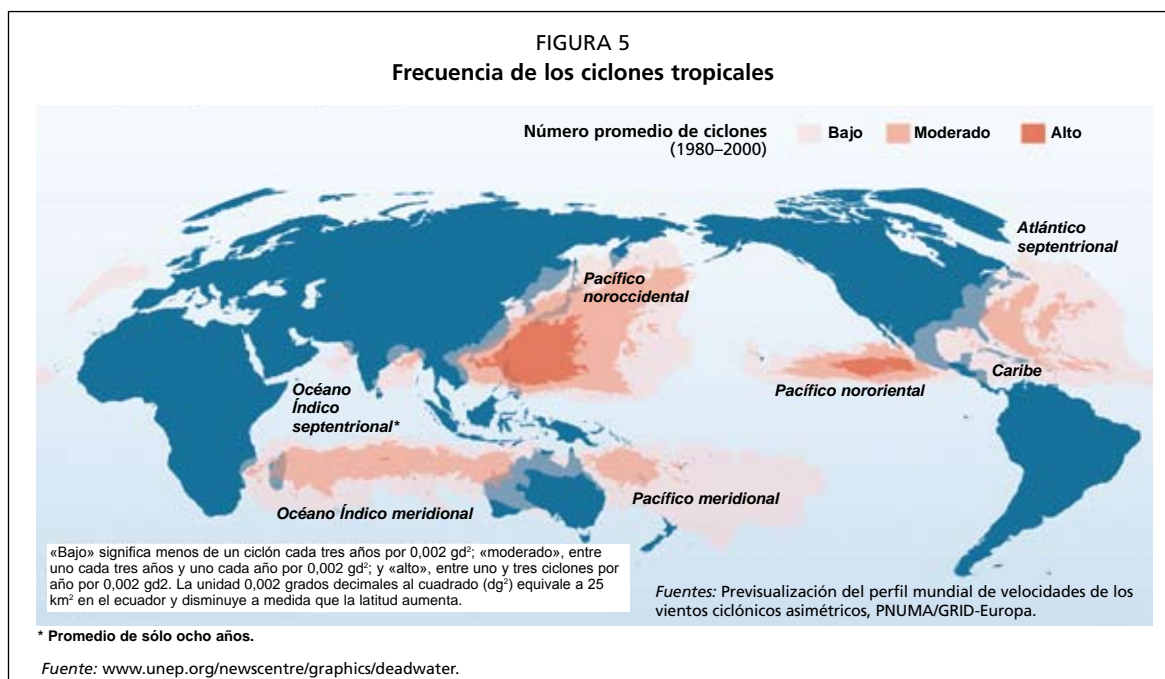 FIGURA 5
Frecuencia de los ciclones tropicales
Número promedio de ciclones
(1980–2000)
Bajo
Moderado
Alto
Atlántico
septentrional
Pacífico
noroccidental
Océano
Índico
septentrional*
Pacífico nororiental
Caribe
Océano Índico meridional
Pacífico meridional
«Bajo» significa menos de un ciclón cada tres años por 0,002 gd²; «moderado», entre
uno cada tres años y uno cada año por 0,002 gd²; y «alto», entre uno y tres ciclones por
año por 0,002 gd2. La unidad 0,002 grados decimales al cuadrado (dg²) equivale a 25
km² en el ecuador y disminuye a medida que la latitud aumenta.
Fuentes: Previsualización del perfil mundial de velocidades de los
vientos ciclónicos asimétricos, PNUMA/GRID-Europa.
* Promedio de sólo ocho años.
Fuente: www.unep.org/newscentre/graphics/deadwater.